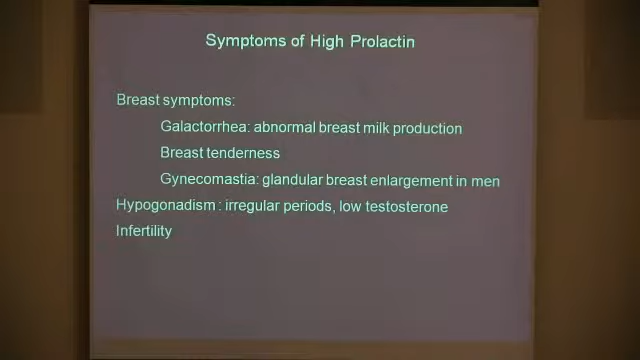 Symptoms of High Prolactin
Breast symptoms:
Galactorrhea: abnormal breast milk production
Breast tenderness
Gynecomastia: glandular breast enlargement in men
Hypogonadism : irregular periods, low testosterone
Infertility